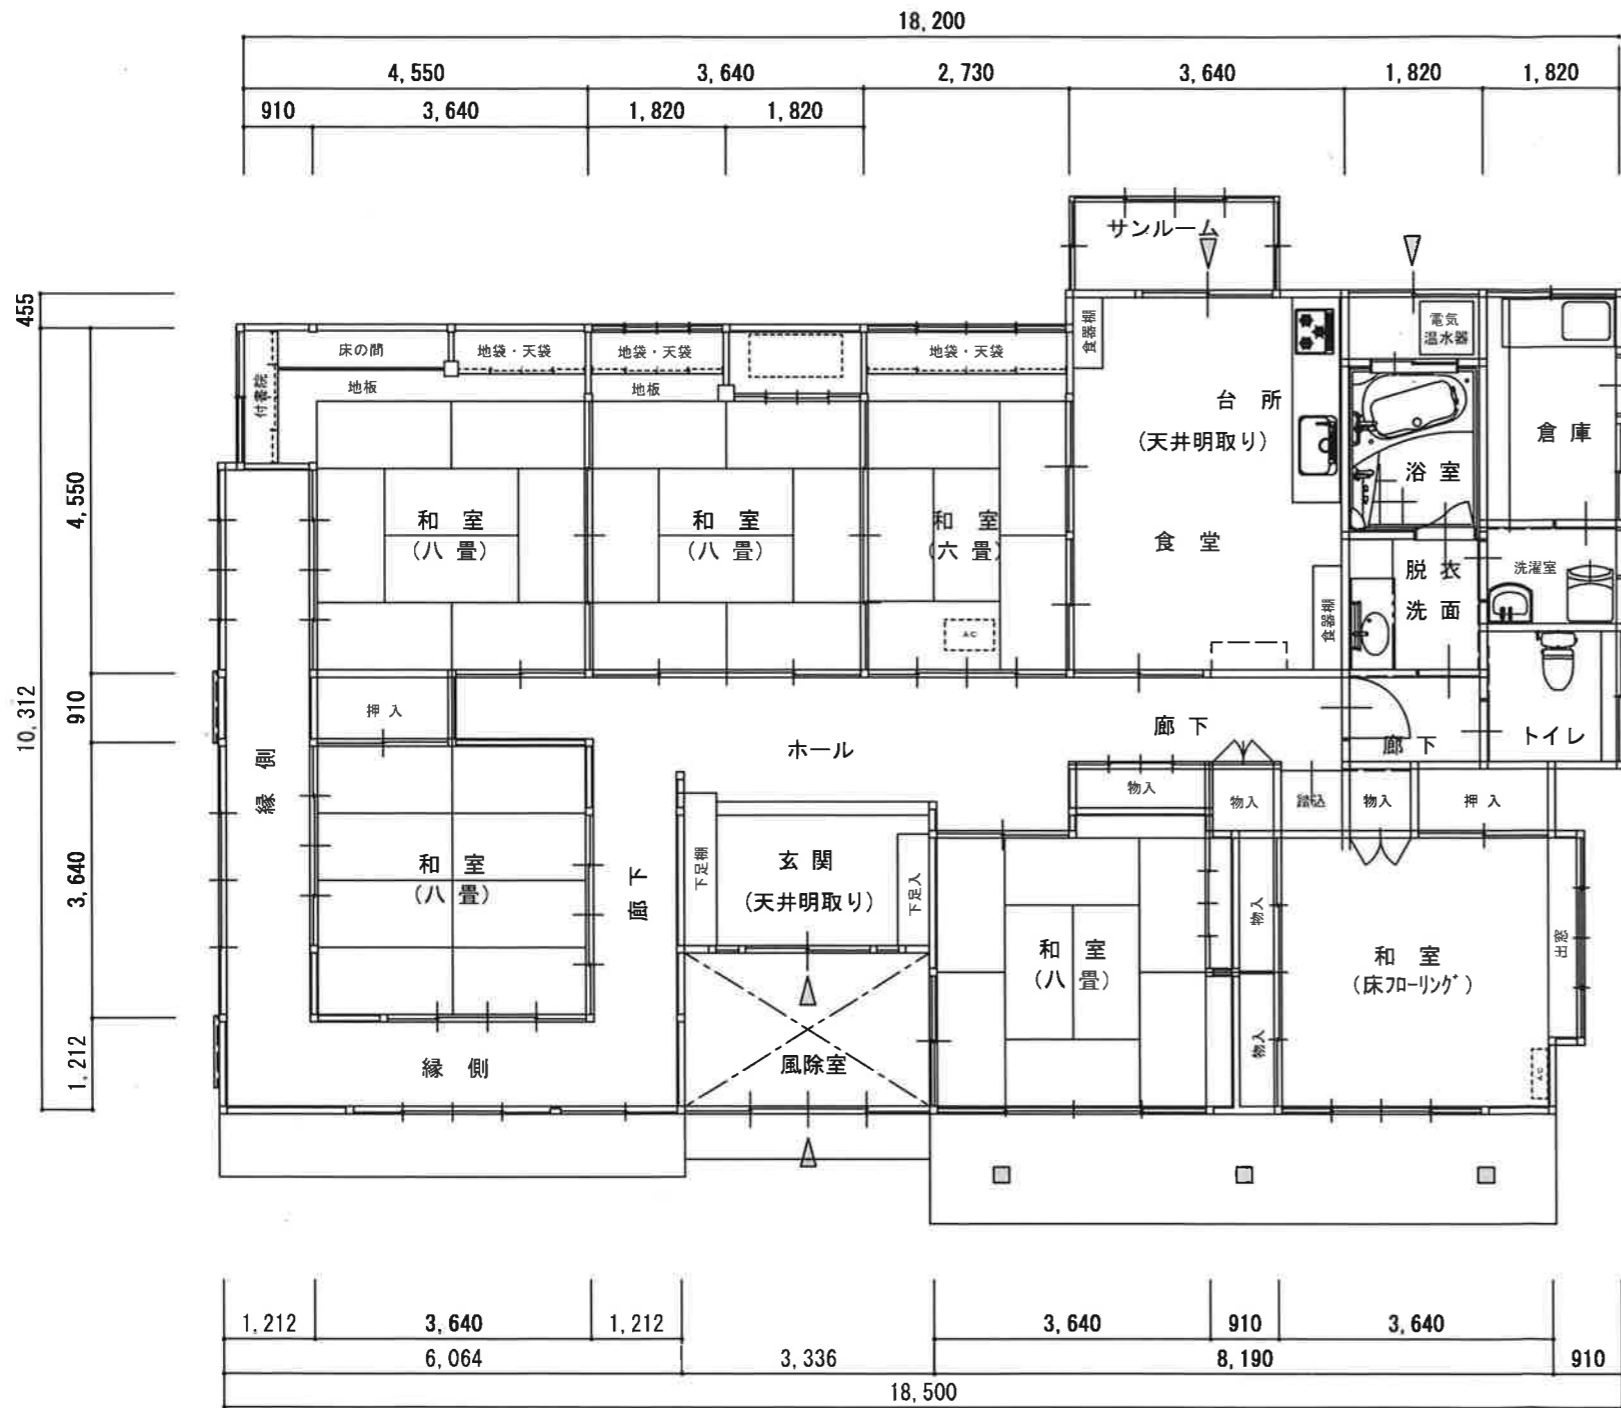 18,200
4,550
3,640
2,730
3,640
1,820
1,820
910
3,640
1,820
1,820
サンルーム
455
床の間
地袋・天袋
地袋・天袋
地袋・天袋
食器棚
電気
温水器
付書院
地板
地板
台 所
(天井明取り)
倉 庫
浴 室
4,550
和 室
(八 畳)
和 室
(八 畳)
和 室
(六 畳)
食 堂
脱 衣
洗 面
洗濯室
食器棚
AC
10,312
910
押 入
ホール
廊 下
廊 下
トイレ
縁 側
物入
物入
踏込
物入
押 入
3,640
和 室
(八 畳)
廊 下
下足棚
玄 関
(天井明取り)
下足入
和 室
(八 畳)
物入
和 室
(床フローリング)
出窓
物入
AC
1,212
縁 側
風除室
1,212
3,640
1,212
3,640
910
3,640
6,064
3,336
8,190
910
18,500